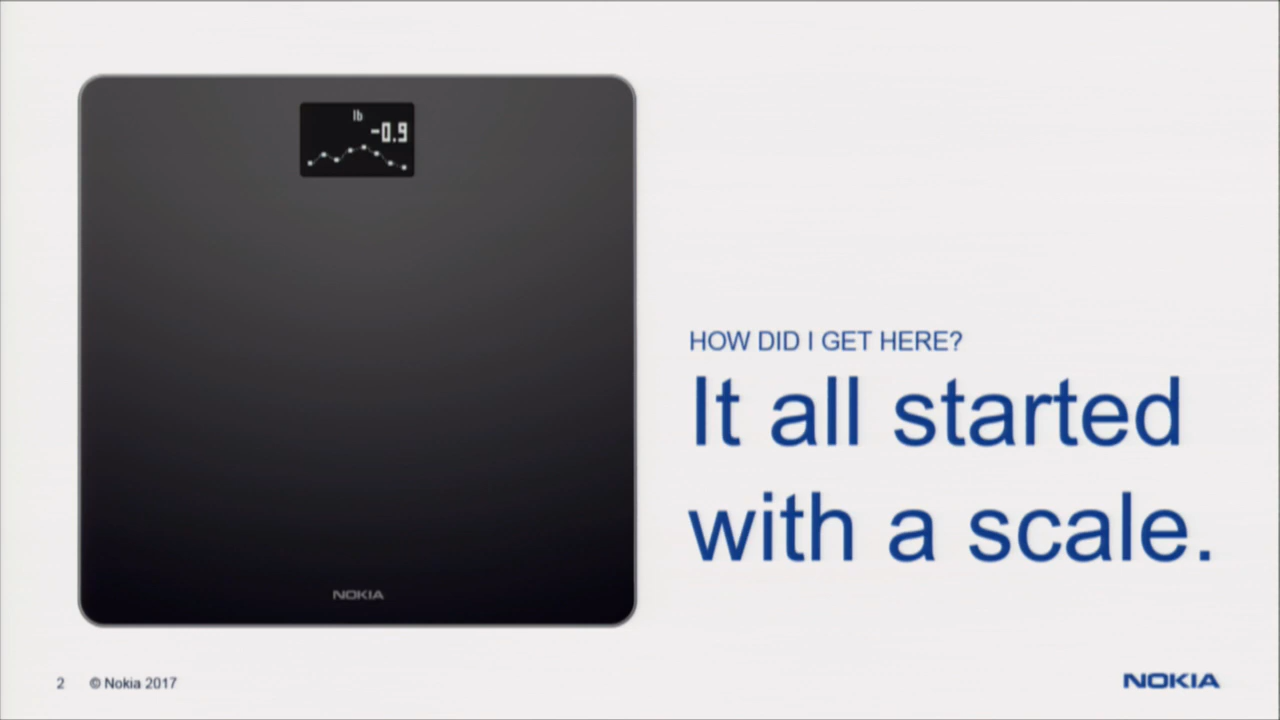 lb
-0.9
NOKIA
HOW DID I GET HERE?
It all started
with a scale.
2 © Nokia 2017
NOKIA